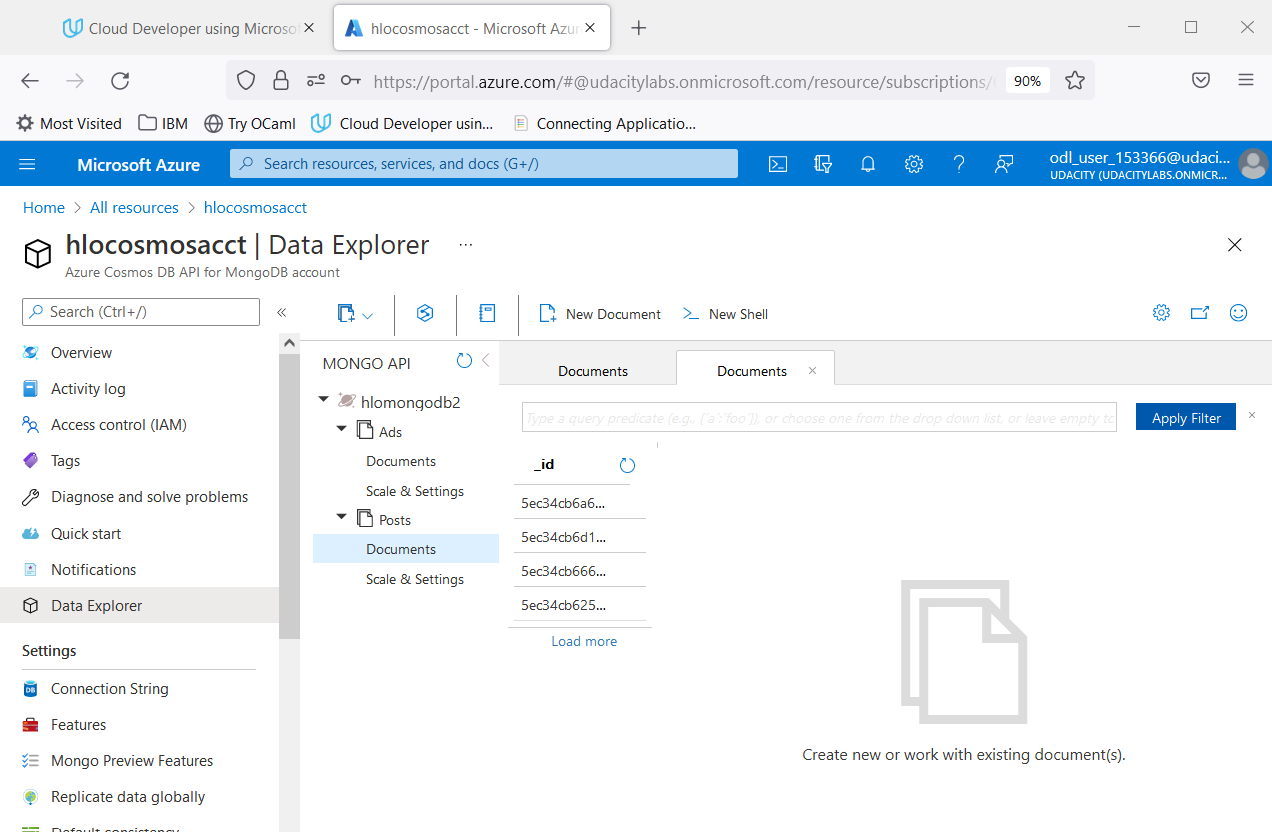 Cloud Developer using Microso
hlocosmosacct - Microsoft Azur
https://portal.azure.com/#@udacitylabs.onmicrosoft.com/resource/subscriptions/
90%
Most Visited
IBM
Try OCaml
Cloud Developer usin...
Connecting Applicatio...
Microsoft Azure
Search resources, services, and docs (G+/)
odl_user_153366@udaci...
UDACITY (UDACITYLABS.ONMICR...
Home > All resources > hlocosmosacct
hlocosmosacct | Data Explorer ...
Azure Cosmos DB API for MongoDB account
Search (Ctrl+/)
«
New Document
New Shell
Overview
Activity log
Access control (IAM)
Tags
Diagnose and solve problems
Quick start
Notifications
Data Explorer
Settings
Connection String
Features
Mongo Preview Features
Replicate data globally
Default consistency
MONGO API
hlomongodb2
Ads
Documents
Scale & Settings
Posts
Documents
Scale & Settings
Documents
Documents
Type a query predicate (e.g., {´a´:´foo´}), or choose one from the drop down list, or leave empty to
Apply Filter
_id
5ec34cb6a6...
5ec34cb6d1...
5ec34cb666...
5ec34cb625...
Load more
Create new or work with existing document(s).